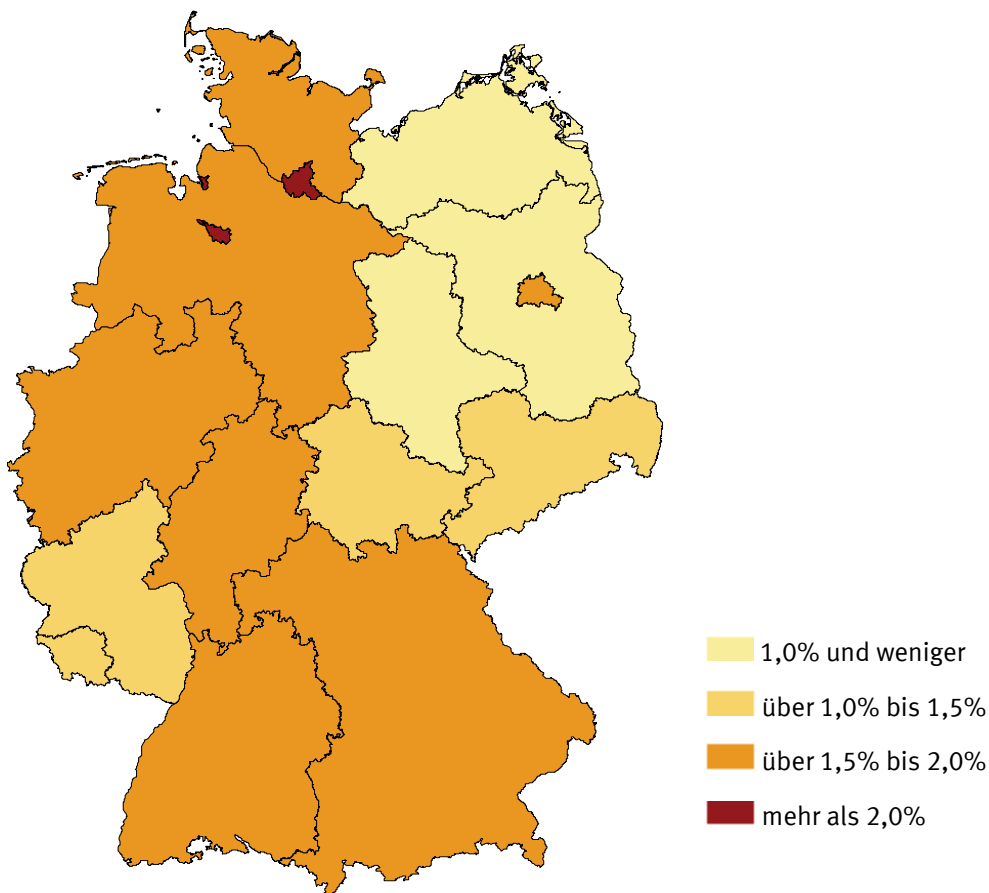 1,0% und weniger
über 1,0% bis 1,5%
über 1,5% bis 2,0%
mehr als 2,0%